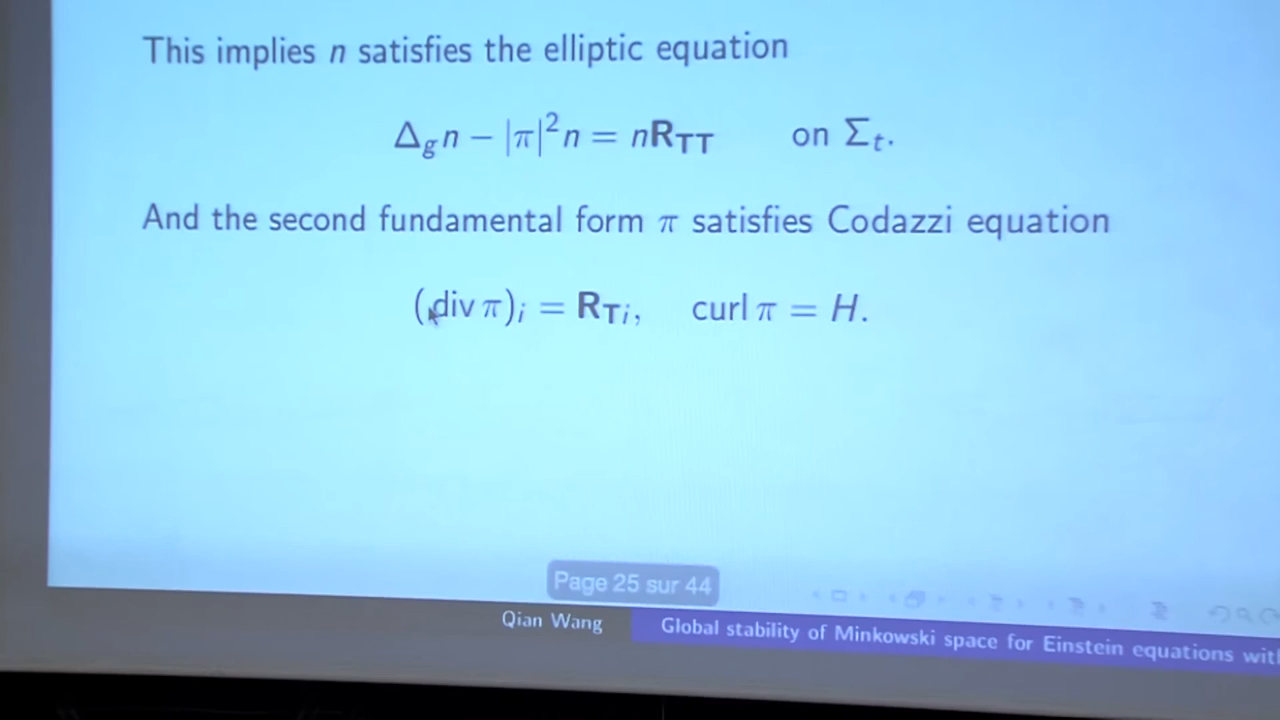 This implies n satisfies the elliptic equation
Δ_g n − |π|² n = nR_TT on Σ_t.
And the second fundamental form π satisfies Codazzi equation
(div π)_i = R_Ti, curl π = H.
Page 25 sur 44
Qian Wang Global stability of Minkowski space for Einstein equations with